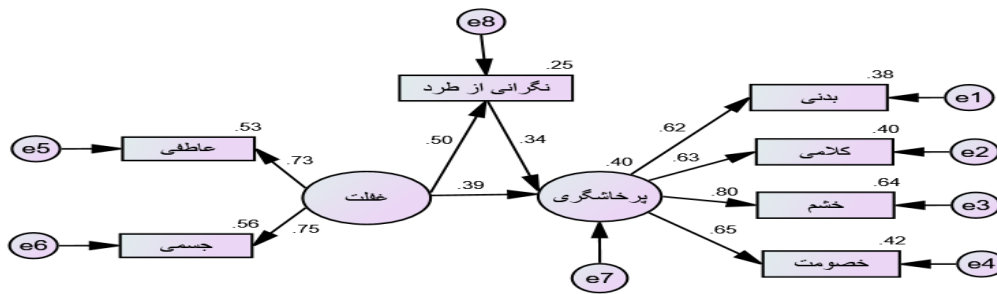 e8
.25
نگرانی از طرد
.38
بدنی
e1
.53
عاطفی
e5
.50
.34
.62
.40
کلامی
e2
.73
.63
.40
غفلت
.39
پرخاشگری
.80
.64
خشم
e3
.56
.75
جسمی
e6
.65
.42
خصومت
e4
e7